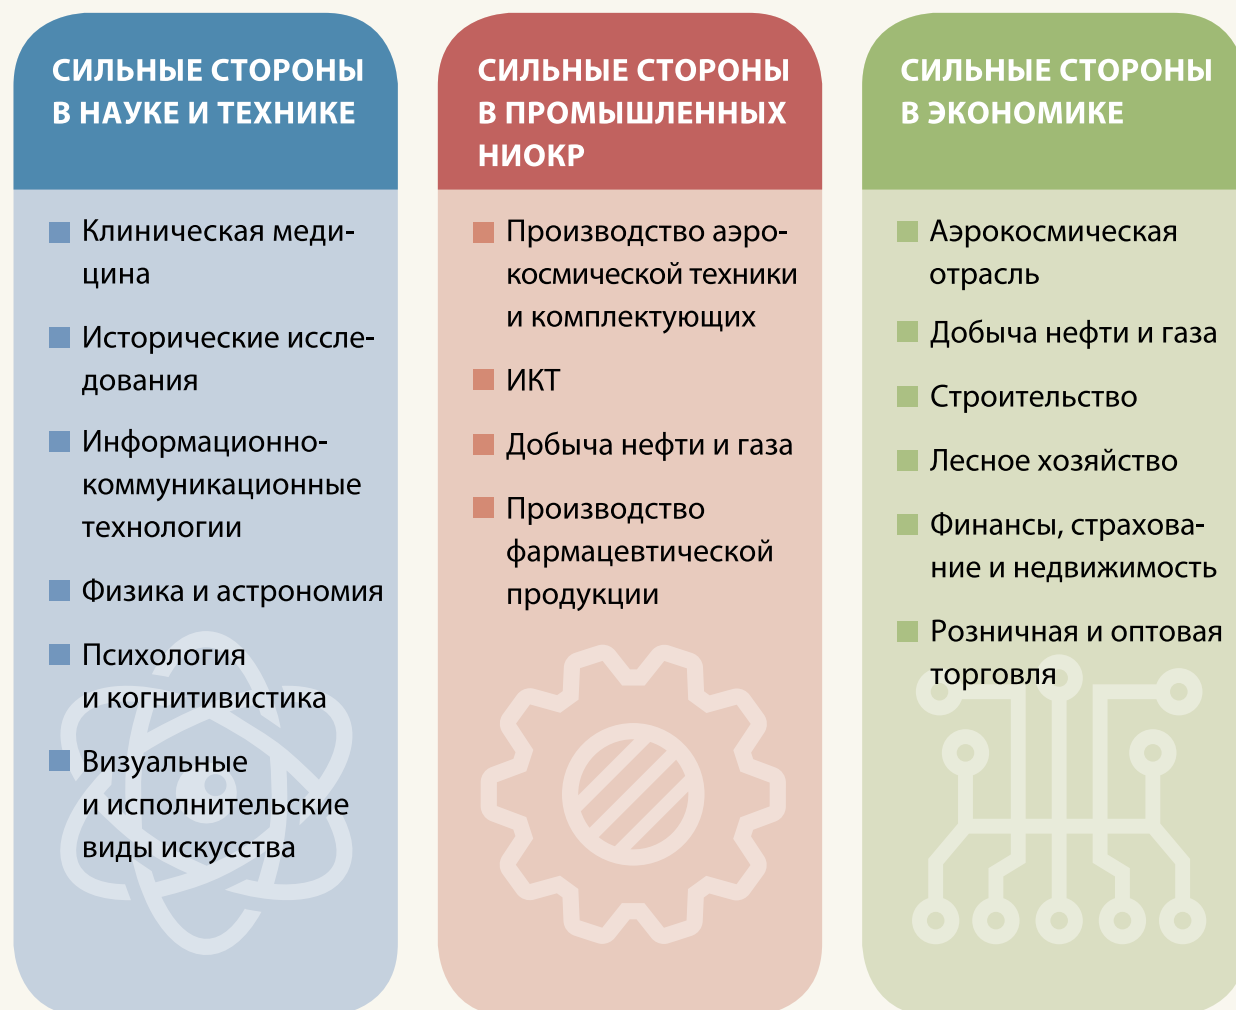 СИЛЬНЫЕ СТОРОНЫ
В НАУКЕ И ТЕХНИКЕ
Клиническая меди-
цина
Исторические иссле-
дования
Информационно-
коммуникационные
технологии
Физика и астрономия
Психология
и когнитивистика
Визуальные
и исполнительские
виды искусства
СИЛЬНЫЕ СТОРОНЫ
В ПРОМЫШЛЕННЫХ
НИОКР
Производство аэро-
космической техники
и комплектующих
ИКТ
Добыча нефти и газа
Производство
фармацевтической
продукции
СИЛЬНЫЕ СТОРОНЫ
В ЭКОНОМИКЕ
Аэрокосмическая
отрасль
Добыча нефти и газа
Строительство
Лесное хозяйство
Финансы, страхова-
ние и недвижимость
Розничная и оптовая
торговля